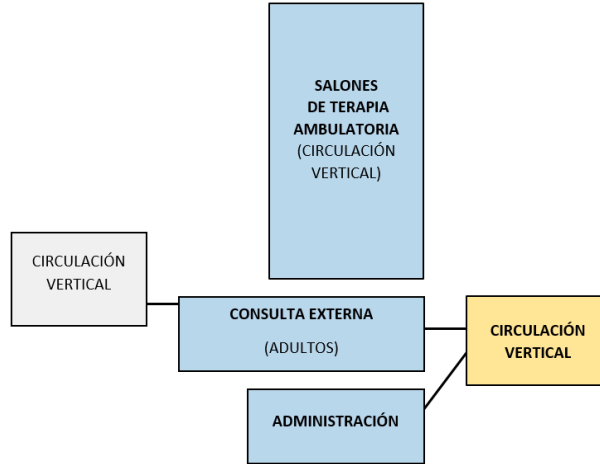 SALONES
DE TERAPIA
AMBULATORIA
(CIRCULACIÓN
VERTICAL)
CIRCULACIÓN
VERTICAL
CONSULTA EXTERNA
(ADULTOS)
CIRCULACIÓN
VERTICAL
ADMINISTRACIÓN